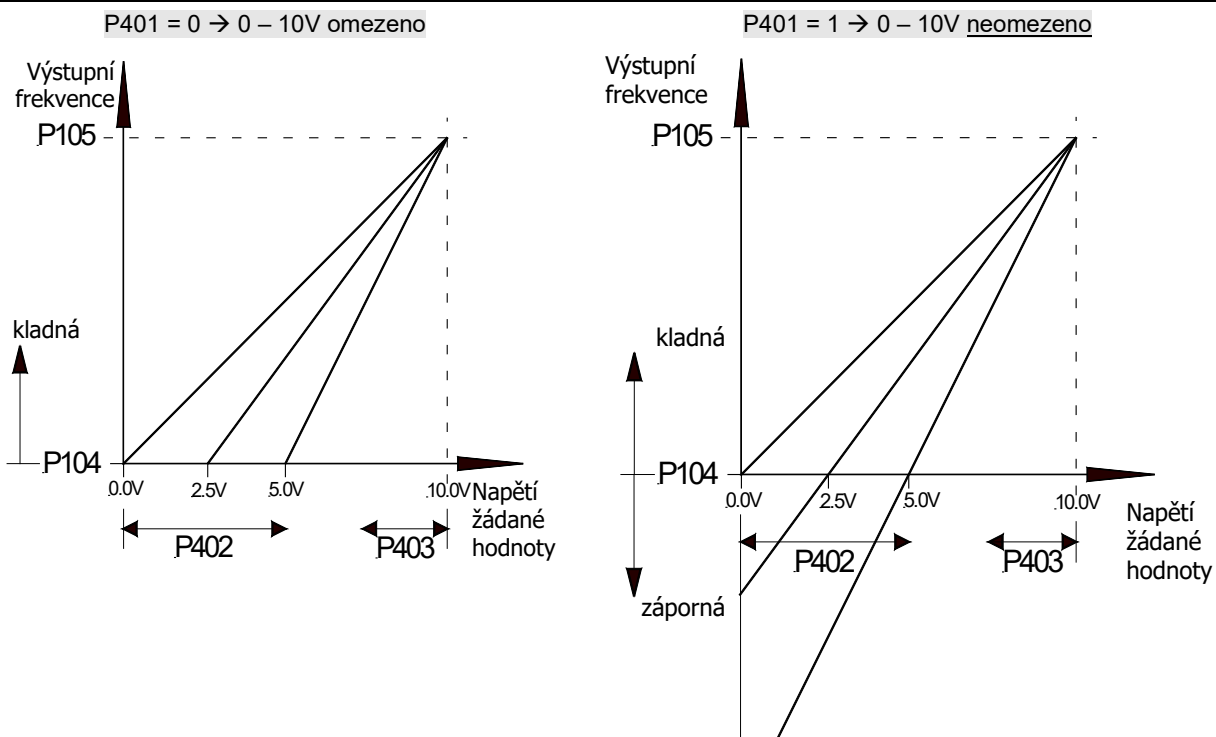 P401 = 0 → 0 – 10V omezeno
Výstupní
frekvence
P105
kladná
P104
0.0V
2.5V
5.0V
10.0V
Napětí
žádané
hodnoty
P402
P403
P401 = 1 → 0 – 10V neomezeno
Výstupní
frekvence
P105
kladná
P104
0.0V
2.5V
5.0V
10.0V
Napětí
žádané
hodnoty
P402
P403
záporná